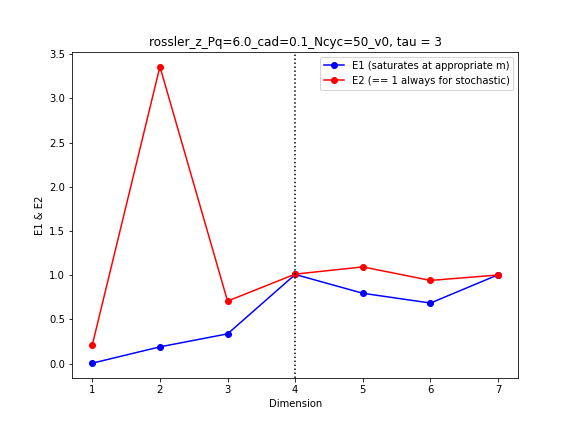 rossler_z_Pq=6.0_cad=0.1_Ncyc=50_v0, tau = 3
E1 (saturates at appropriate m)
E2 (== 1 always for stochastic)
E1 & E2
3.5
3.0
2.5
2.0
1.5
1.0
0.5
0.0
1 2 3 4 5 6 7
Dimension